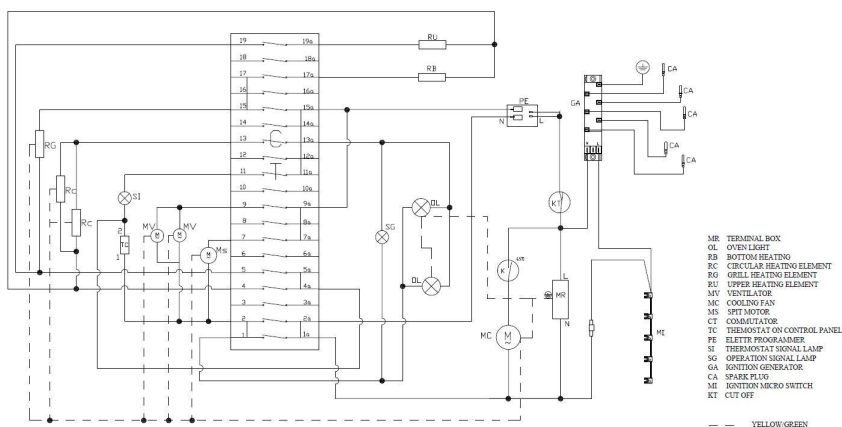 19 19a RU
18 18a
17 17a RB
16 16a
15 15a PE
14 14a N L
13 13a
12 12a
11 11a
10 10a
9 9a
8 8a
7 7a
6 6a
5 5a
4 4a
3 3a
2 2a
1 1a
C
T
RG
Rc
Rc
SI
2
TC
1
MV
MV
Ms
SG
OL
OL
KT
K
MC
M
~
L
MR
N
GA
CA
CA
CA
CA
CA
L
MI
MR TERMINAL BOX
OL OVEN LIGHT
RB BOTTOM HEATING
RC CIRCULAR HEATING ELEMENT
RG GRILL HEATING ELEMENT
RU UPPER HEATING ELEMENT
MV VENTILATOR
MC COOLING FAN
MS SPIT MOTOR
CT COMMUTATOR
TC THEMOSTAT ON CONTROL PANEL
PE ELETTR PROGRAMMER
SI THERMOSTAT SIGNAL LAMP
SG OPERATION SIGNAL LAMP
GA IGNITION GENERATOR
CA SPARK PLUG
MI IGNITION MICRO SWITCH
KT CUT OFF
YELLOW/GREEN